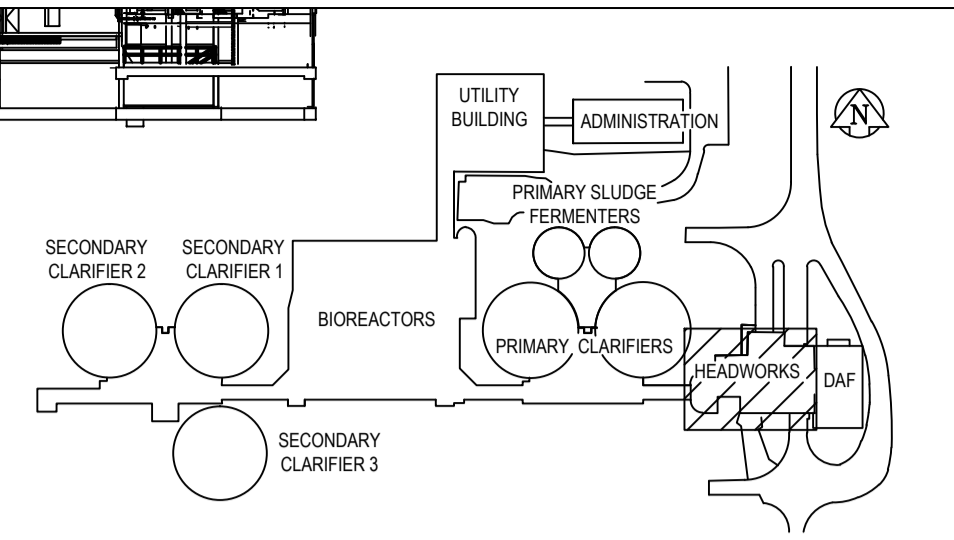 UTILITY
BUILDING
ADMINISTRATION
N
PRIMARY SLUDGE
FERMENTERS
SECONDARY
CLARIFIER 2
SECONDARY
CLARIFIER 1
BIOREACTORS
PRIMARY CLARIFIERS
HEADWORKS
DAF
SECONDARY
CLARIFIER 3